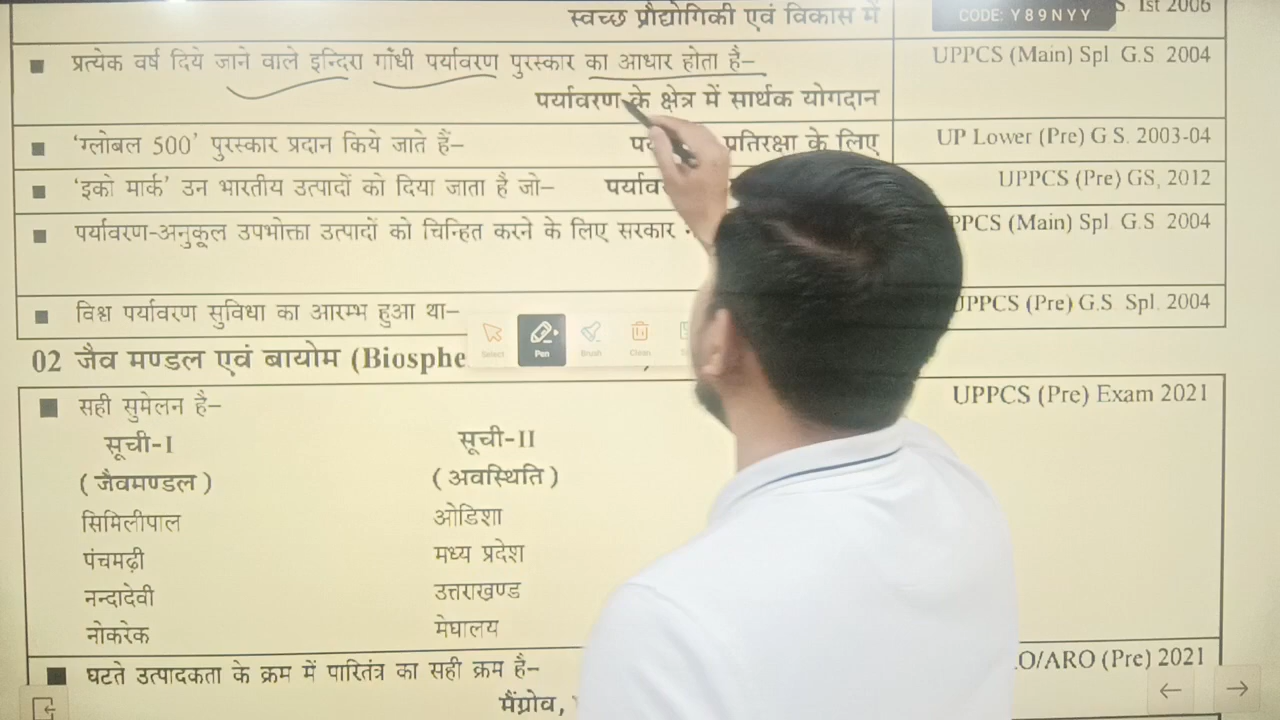 स्वच्छ प्रौद्योगिकी एवं विकास में
S. Ist 2006
CODE: Y89NYY
प्रत्येक वर्ष दिये जाने वाले इन्दिरा गाँधी पर्यावरण पुरस्कार का आधार होता है–
UPPCS (Main) Spl G.S 2004
पर्यावरण के क्षेत्र में सार्थक योगदान
'ग्लोबल 500' पुरस्कार प्रदान किये जाते हैं–
प्रतिरक्षा के लिए
UP Lower (Pre) G S. 2003-04
'इको मार्क' उन भारतीय उत्पादों को दिया जाता है जो–
UPPCS (Pre) GS, 2012
पर्यावरण-अनुकूल उपभोक्ता उत्पादों को चिन्हित करने के लिए सरकार
PPCS (Main) Spl G.S 2004
विश्व पर्यावरण सुविधा का आरम्भ हुआ था–
UPPCS (Pre) G.S Spl. 2004
Select
Pen
Brush
Clean
02 जैव मण्डल एवं बायोम (Biosphe
सही सुमेलन है–
UPPCS (Pre) Exam 2021
सूची-I
सूची-II
( जैवमण्डल )
( अवस्थिति )
सिमिलीपाल
ओडिशा
पंचमढ़ी
मध्य प्रदेश
नन्दादेवी
उत्तराखण्ड
नोकरेक
मेघालय
घटते उत्पादकता के क्रम में पारितंत्र का सही क्रम है–
O/ARO (Pre) 2021
मैंग्रोव,